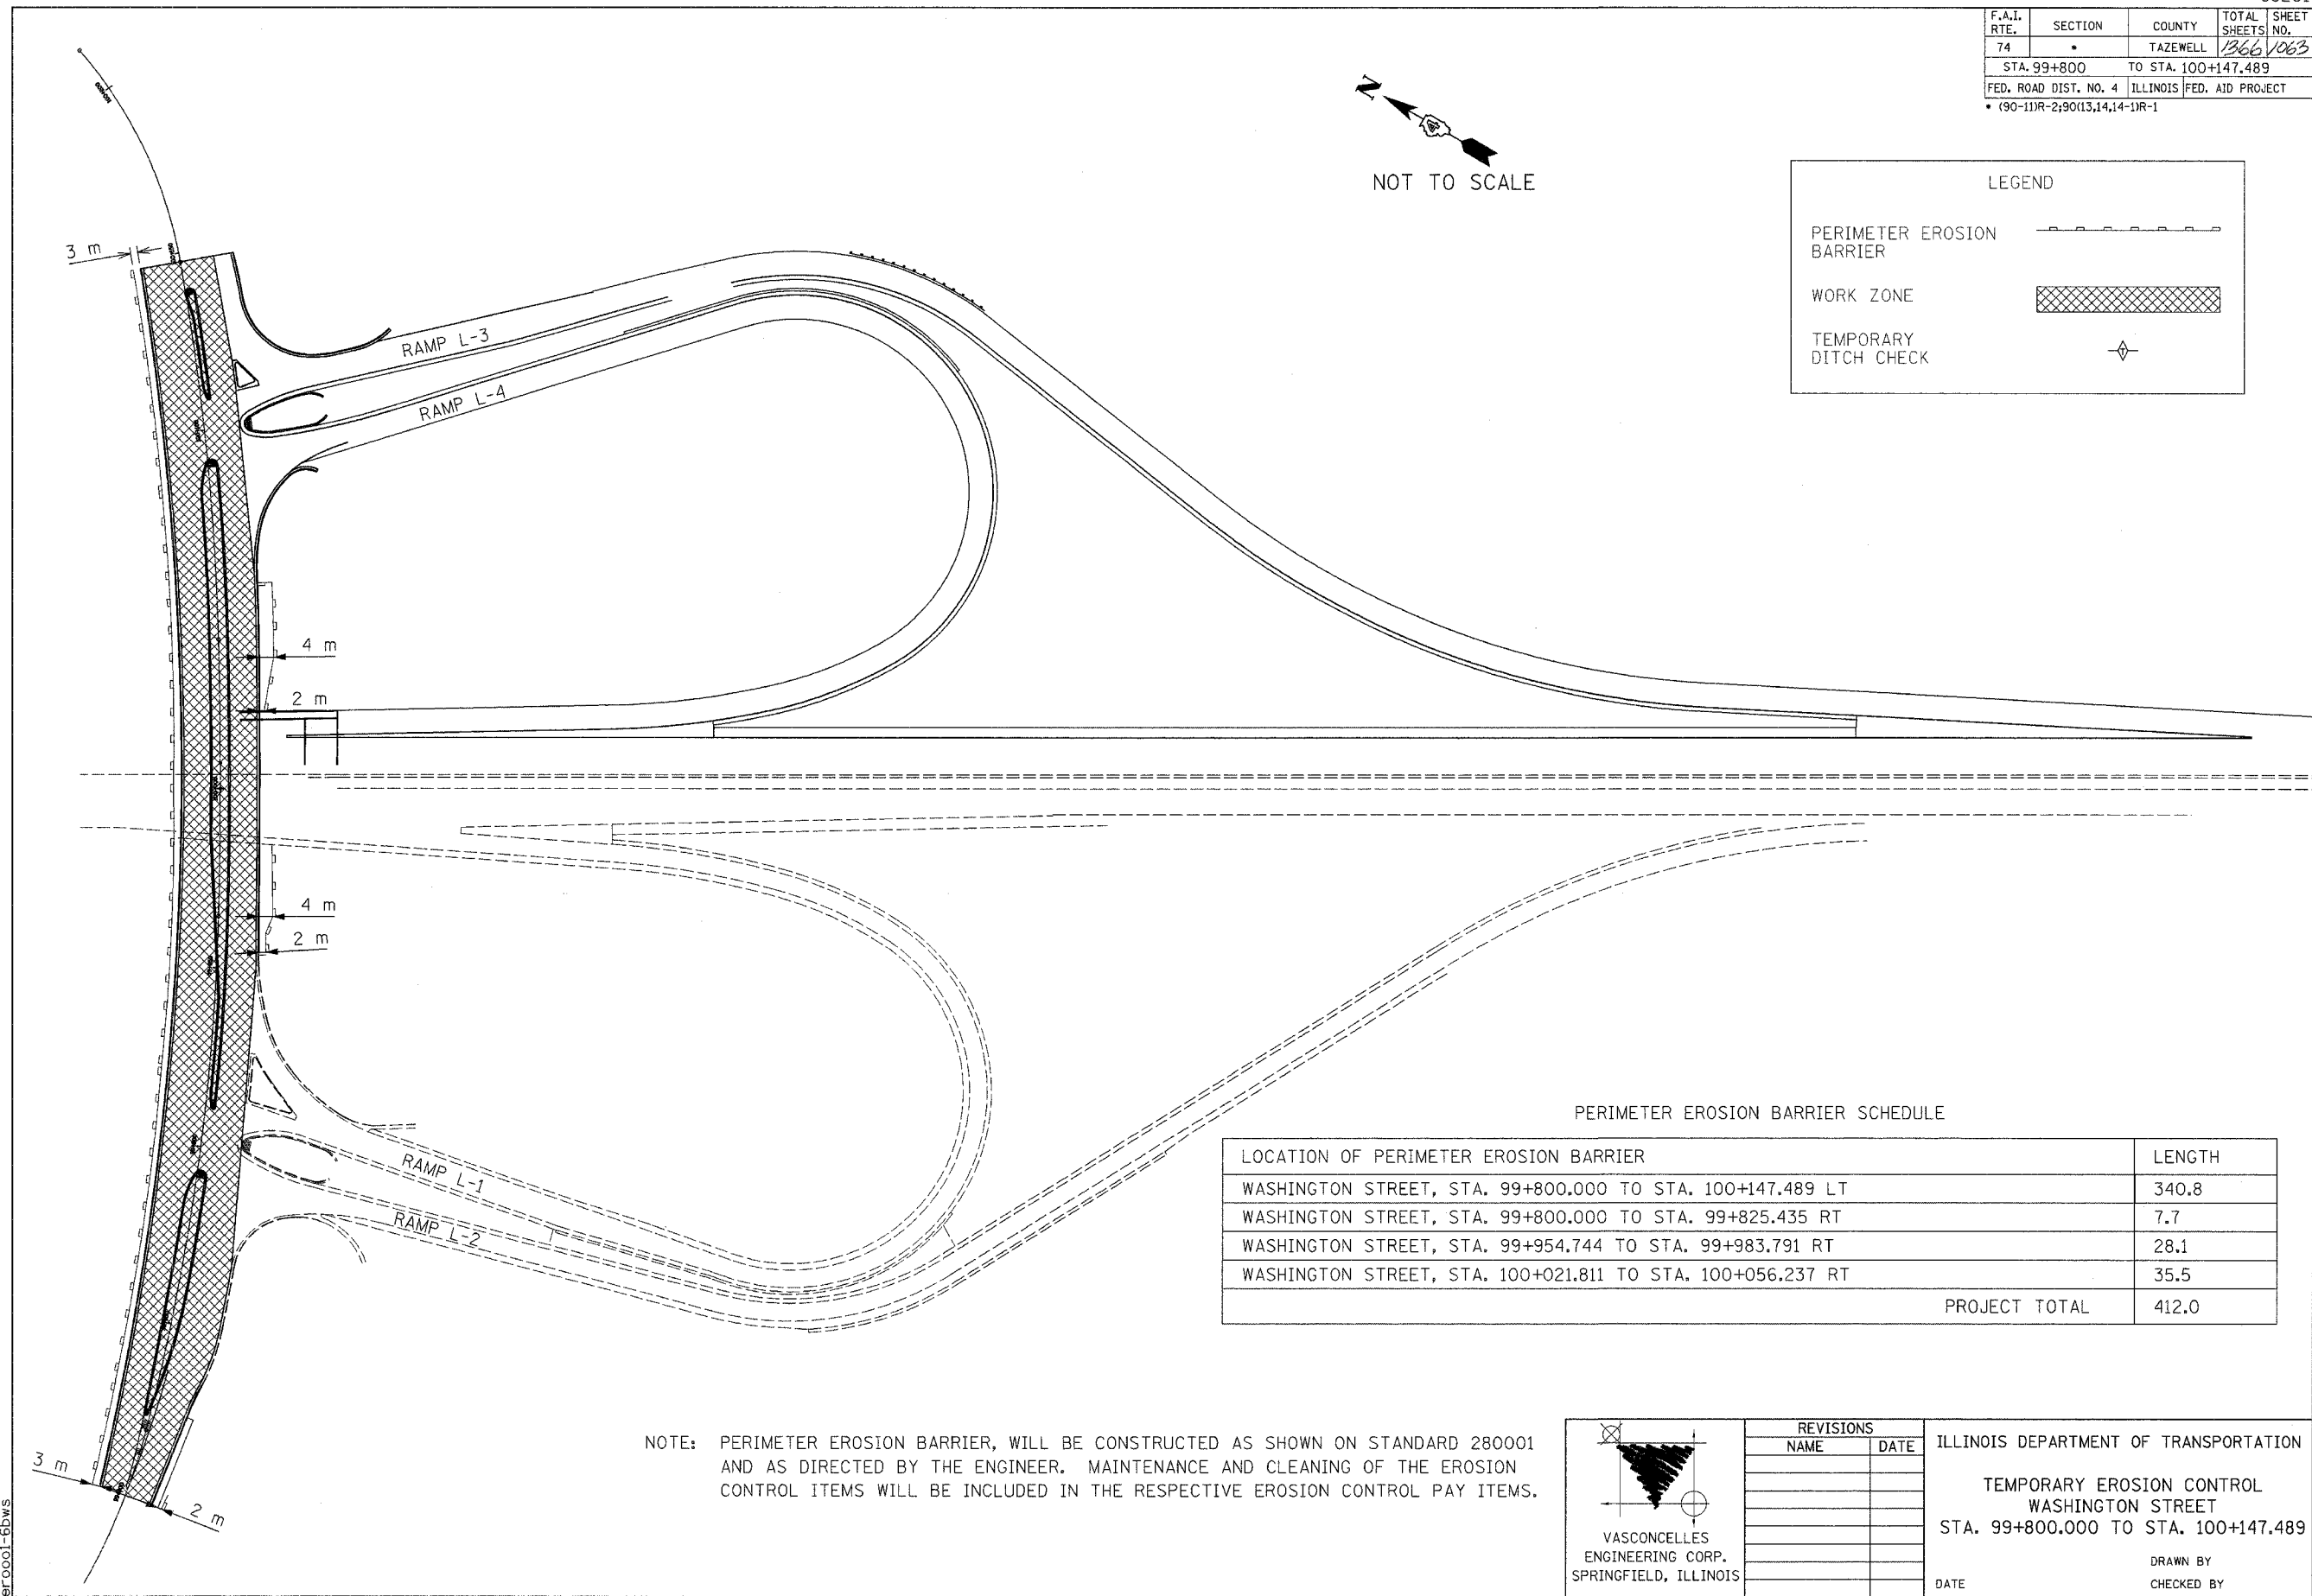 F.A.I. RTE. SECTION COUNTY TOTAL SHEETS SHEET NO.
74 • TAZEWELL 1366 1063
STA. 99+800 TO STA. 100+147.489
FED. ROAD DIST. NO. 4 ILLINOIS FED. AID PROJECT
• (90-11)R-2;90(13,14,14-1)R-1
N
4
NOT TO SCALE
LEGEND
PERIMETER EROSION
BARRIER
WORK ZONE
TEMPORARY
DITCH CHECK
T
3 m
RAMP L-3
RAMP L-4
4 m
2 m
4 m
2 m
RAMP L-1
RAMP L-2
3 m
2 m
PERIMETER EROSION BARRIER SCHEDULE
LOCATION OF PERIMETER EROSION BARRIER LENGTH
WASHINGTON STREET, STA. 99+800.000 TO STA. 100+147.489 LT 340.8
WASHINGTON STREET, STA. 99+800.000 TO STA. 99+825.435 RT 7.7
WASHINGTON STREET, STA. 99+954.744 TO STA. 99+983.791 RT 28.1
WASHINGTON STREET, STA. 100+021.811 TO STA. 100+056.237 RT 35.5
PROJECT TOTAL 412.0
NOTE: PERIMETER EROSION BARRIER, WILL BE CONSTRUCTED AS SHOWN ON STANDARD 280001
AND AS DIRECTED BY THE ENGINEER. MAINTENANCE AND CLEANING OF THE EROSION
CONTROL ITEMS WILL BE INCLUDED IN THE RESPECTIVE EROSION CONTROL PAY ITEMS.
VASCONCELLES
ENGINEERING CORP.
SPRINGFIELD, ILLINOIS
REVISIONS
NAME DATE
ILLINOIS DEPARTMENT OF TRANSPORTATION
TEMPORARY EROSION CONTROL
WASHINGTON STREET
STA. 99+800.000 TO STA. 100+147.489
DRAWN BY
DATE CHECKED BY